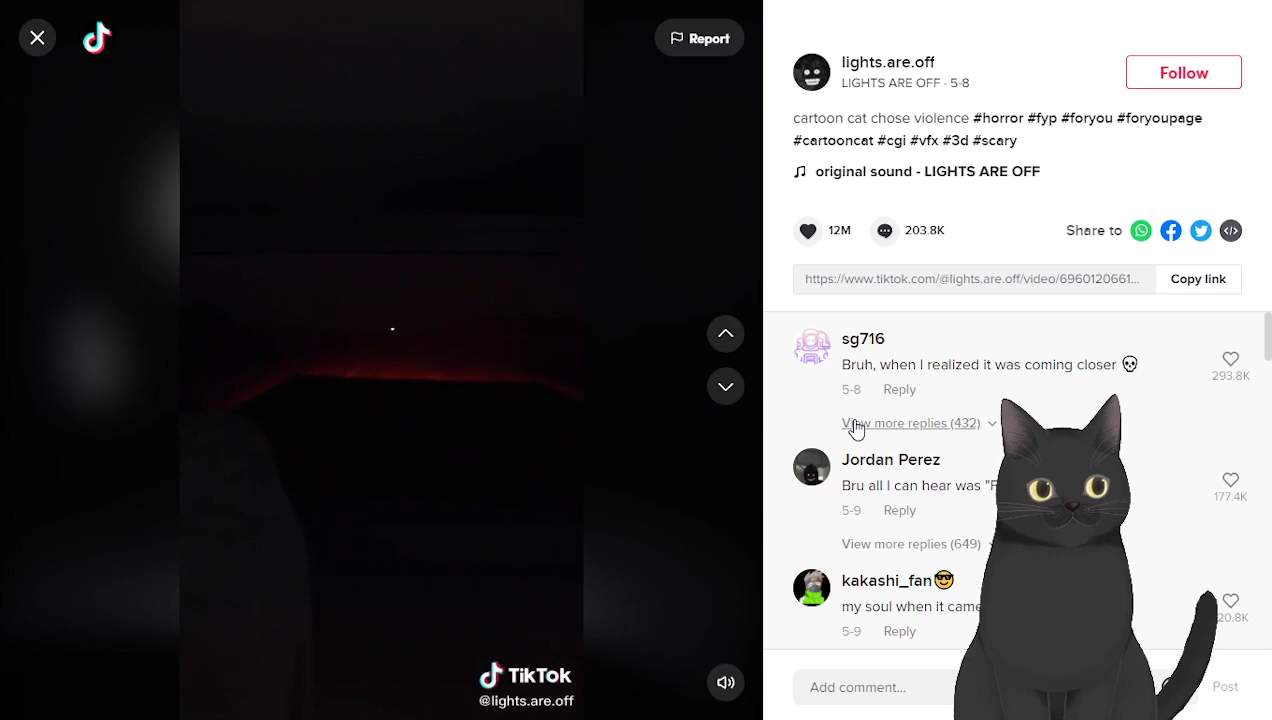 Report
TikTok
@lights.are.off
lights.are.off
LIGHTS ARE OFF · 5-8
Follow
cartoon cat chose violence #horror #fyp #foryou #foryoupage
#cartooncat #cgi #vfx #3d #scary
original sound - LIGHTS ARE OFF
12M
203.8K
Share to
https://www.tiktok.com/@lights.are.off/video/6960120661...
Copy link
sg716
Bruh, when I realized it was coming closer 💀
293.8K
5-8 Reply
View more replies (432)
Jordan Perez
Bru all I can hear was "F
177.4K
5-9 Reply
View more replies (649)
kakashi_fan😎
my soul when it came
20.8K
5-9 Reply
Add comment...
Post